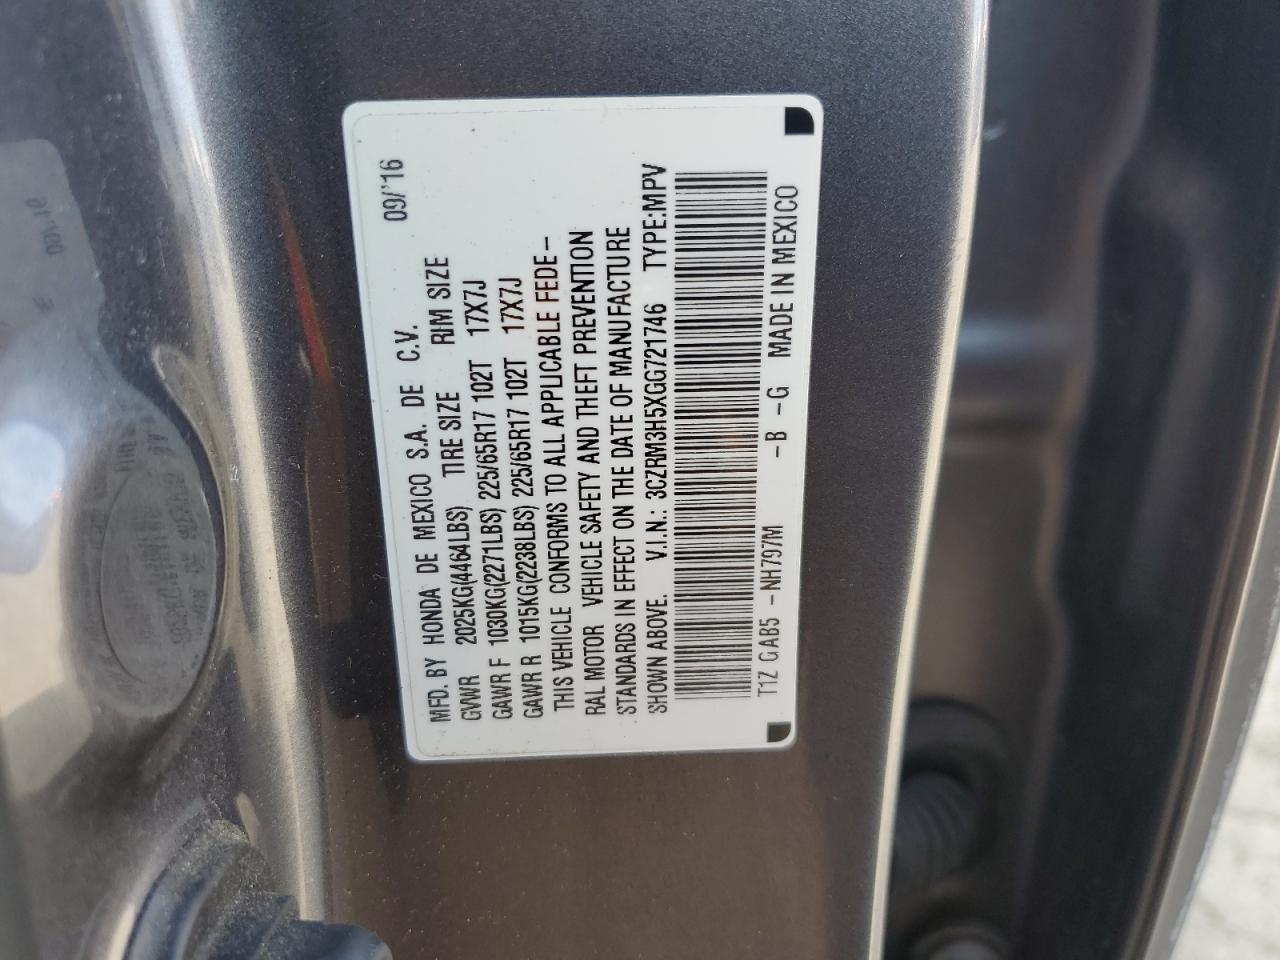 09/'16
MFD. BY HONDA DE MEXICO S.A. DE C.V.
GVWR 2025KG(4464LBS) TIRE SIZE RIM SIZE
GAWR F 1030KG(2271LBS) 225/65R17 102T 17X7J
GAWR R 1015KG(2238LBS) 225/65R17 102T 17X7J
THIS VEHICLE CONFORMS TO ALL APPLICABLE FEDE-
RAL MOTOR VEHICLE SAFETY AND THEFT PREVENTION
STANDARDS IN EFFECT ON THE DATE OF MANUFACTURE
SHOWN ABOVE. V.I.N.: 3CZRM3H5XGG721746 TYPE:MPV
T1Z G AB5 -NH797M -B -G MADE IN MEXICO